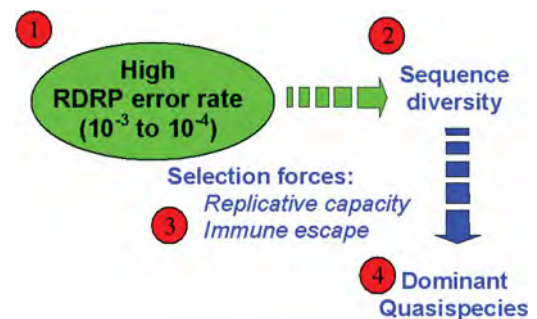 1
High
RDRP error rate
(10⁻³ to 10⁻⁴)
2
Sequence
diversity
Selection forces:
Replicative capacity
3
Immune escape
4
Dominant
Quasispecies